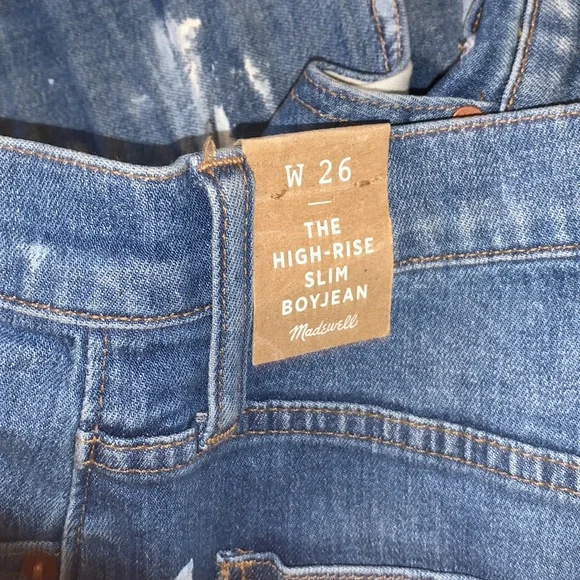 W 26
THE
HIGH-RISE
SLIM
BOYJEAN
Madewell